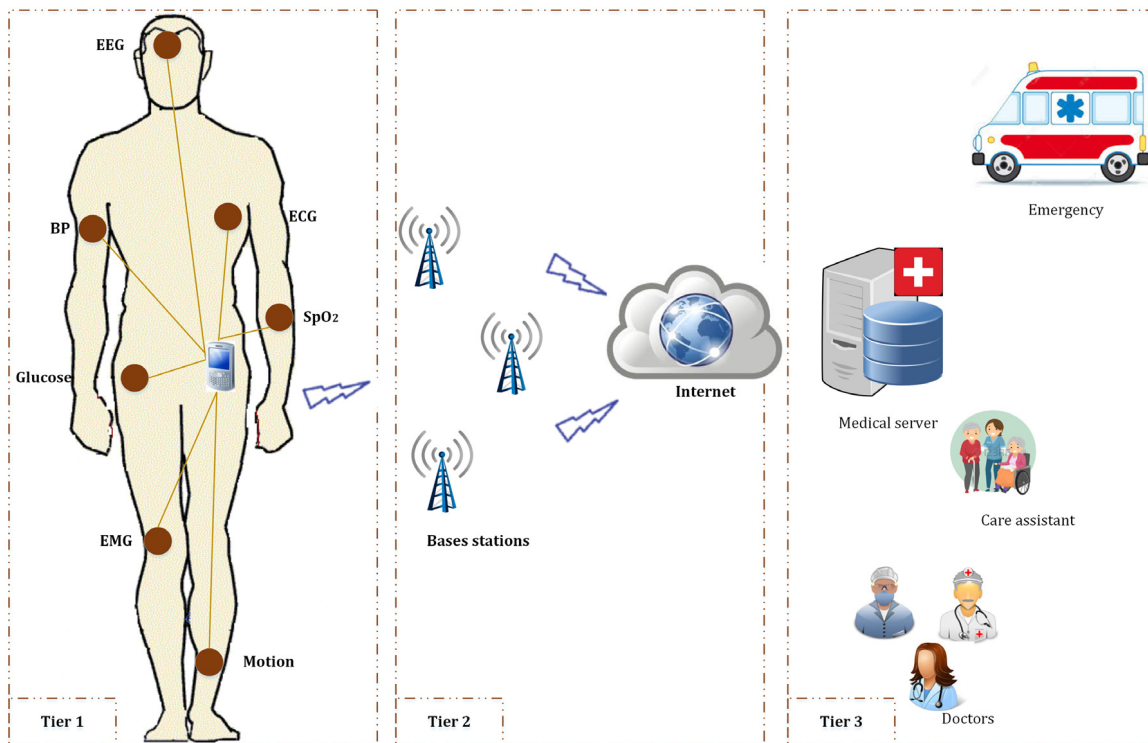 EEG
BP
ECG
SpO2
Glucose
EMG
Motion
Tier 1
Bases stations
Internet
Tier 2
Emergency
Medical server
Care assistant
Doctors
Tier 3